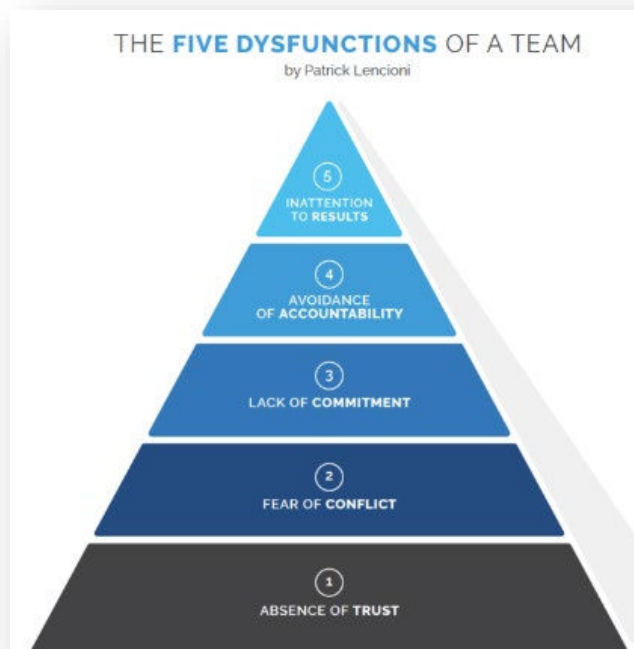 THE FIVE DYSFUNCTIONS OF A TEAM
by Patrick Lencioni
5
INATTENTION
TO RESULTS
4
AVOIDANCE
OF ACCOUNTABILITY
3
LACK OF COMMITMENT
2
FEAR OF CONFLICT
1
ABSENCE OF TRUST